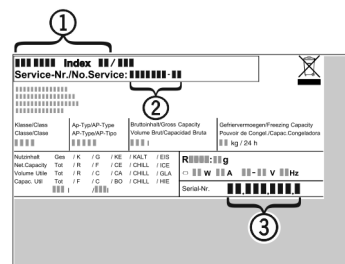 1
Index /
Service-Nr./No.Service: -
2
Klasse/Class
Classe/Clase
Ap-Typ/AP-Type
AP-Type/AP-Tipo
Bruttoinhalt/Gross Capacity
Volume Brut/Capacidad Bruta
l
Gefriervermoegen/Freezing Capacity
Pouvoir de Congel./Capac.Congeladora
kg / 24 h
Nutzinhalt Ges / K / G / KE / KALT / EIS
Net.Capacity Tot / R / F / CE / CHILL / ICE
Volume Utile Tot / R / C / CA / CHILL / GLA
Capac. Util Tot / F / C / BO / CHILL / HIE
l / l
R : g
W A - V Hz
Serial-Nr. . . .
3